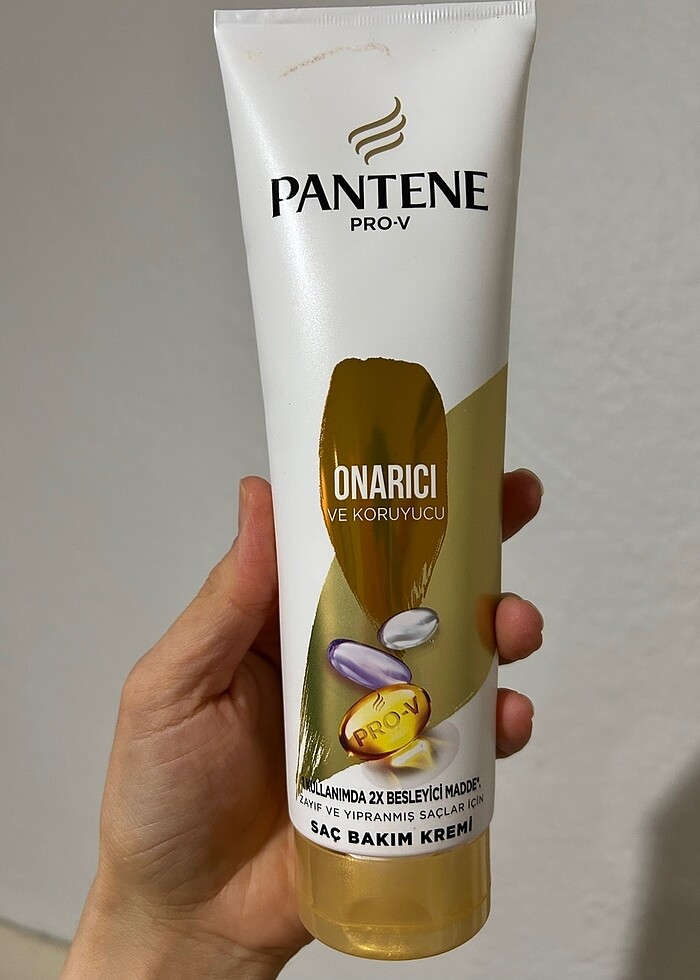 PANTENE
PRO-V
ONARICI
VE KORUYUCU
PRO-V
1 KULLANIMDA 2X BESLEYİCİ MADDE*.
ZAYIF VE YIPRANMIŞ SAÇLAR İÇİN
SAÇ BAKIM KREMİ